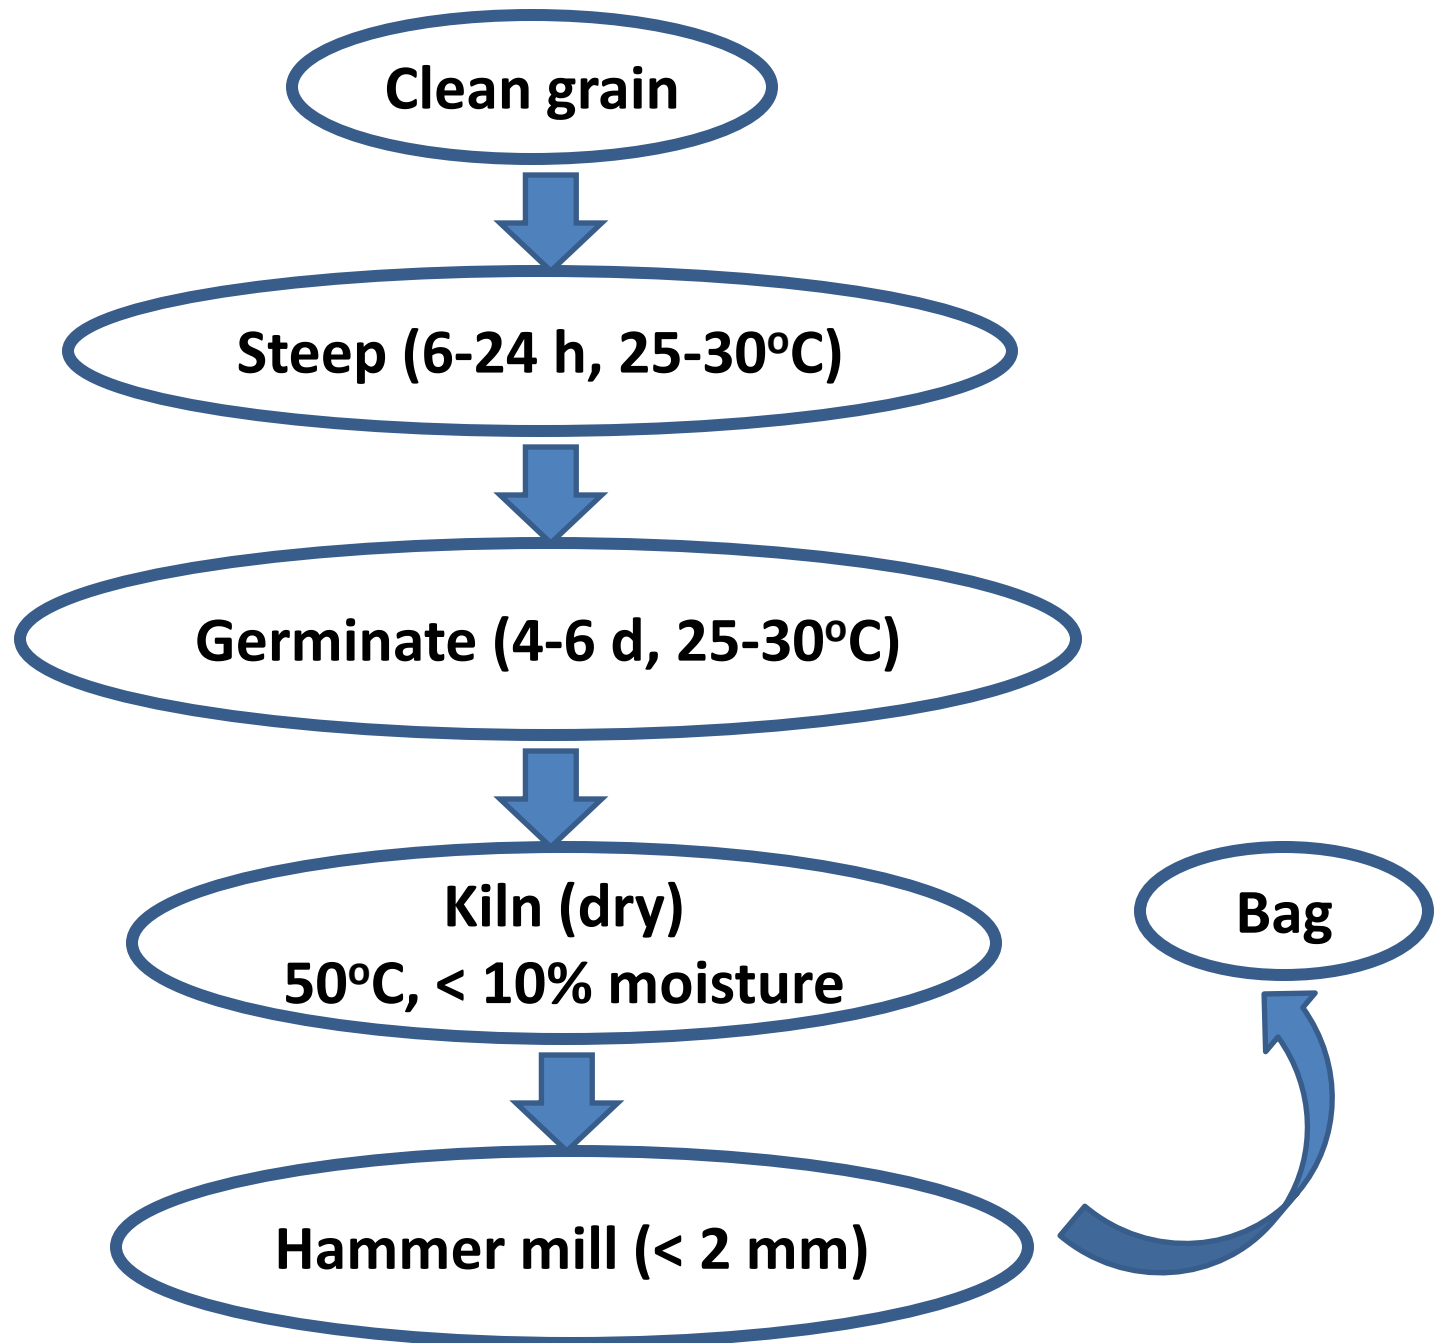 Clean grain
Steep (6-24 h, 25-30ºC)
Germinate (4-6 d, 25-30ºC)
Kiln (dry)
50ºC, < 10% moisture
Hammer mill (< 2 mm)
Bag